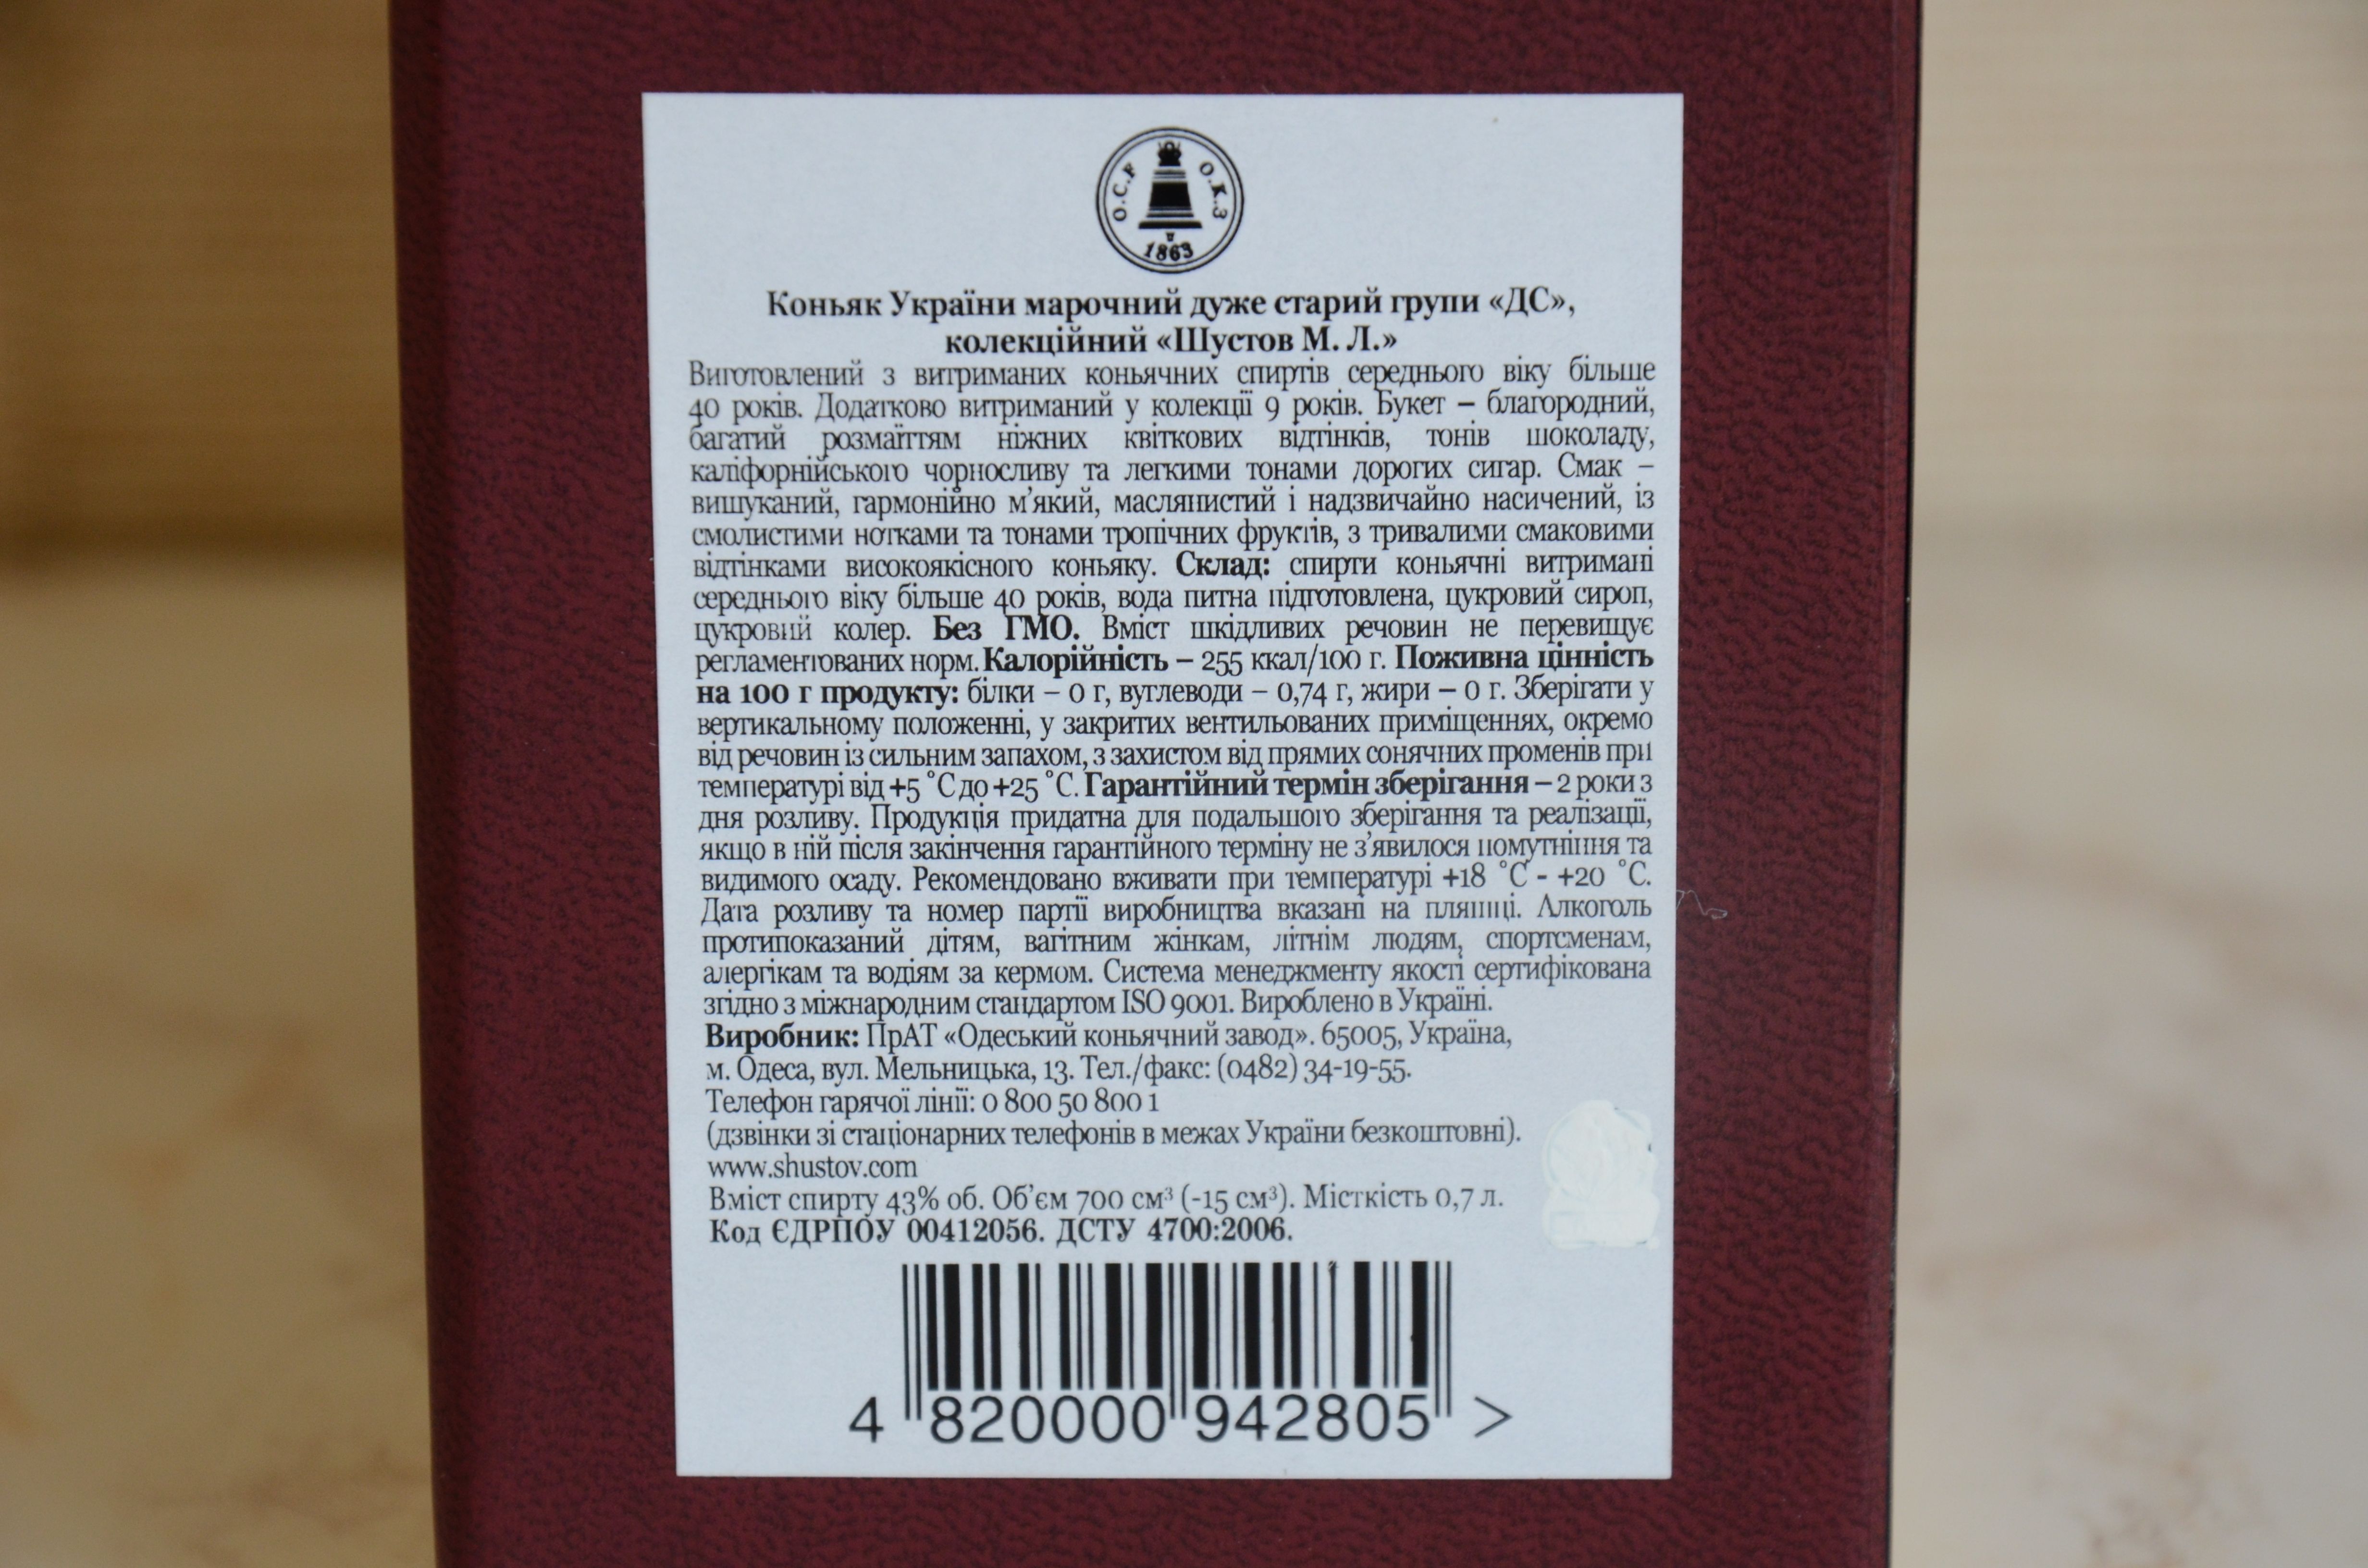 О.С.F О.К.З
1863
Коньяк України марочний дуже старий групи «ДС»,
колекційний «Шустов М. Л.»
Виготовлений з витриманих коньячних спиртів середнього віку більше
40 років. Додатково витриманий у колекції 9 років. Букет – благородний,
багатий розмаїттям ніжних квіткових відтінків, тонів шоколаду,
каліфорнійського чорносливу та легкими тонами дорогих сигар. Смак –
вишуканий, гармонійно м’який, маслянистий і надзвичайно насичений, із
смолистими нотками та тонами тропічних фруктів, з тривалими смаковими
відтінками високоякісного коньяку. Склад: спирти коньячні витримані
середнього віку більше 40 років, вода питна підготовлена, цукровий сироп,
цукровий колер. Без ГМО. Вміст шкідливих речовин не перевищує
регламентованих норм. Калорійність – 255 ккал/100 г. Поживна цінність
на 100 г продукту: білки – 0 г, вуглеводи – 0,74 г, жири – 0 г. Зберігати у
вертикальному положенні, у закритих вентильованих приміщеннях, окремо
від речовин із сильним запахом, з захистом від прямих сонячних променів при
температурі від +5 °С до +25 °С. Гарантійний термін зберігання – 2 роки з
дня розливу. Продукція придатна для подальшого зберігання та реалізації,
якщо в ній після закінчення гарантійного терміну не з’явилося помутніння та
видимого осаду. Рекомендовано вживати при температурі +18 °С - +20 °С.
Дата розливу та номер партії виробництва вказані на пляшці. Алкоголь
протипоказаний дітям, вагітним жінкам, літнім людям, спортсменам,
алергікам та водіям за кермом. Система менеджменту якості сертифікована
згідно з міжнародним стандартом ISO 9001. Вироблено в Україні.
Виробник: ПрАТ «Одеський коньячний завод». 65005, Україна,
м. Одеса, вул. Мельницька, 13. Тел./факс: (0482) 34-19-55.
Телефон гарячої лінії: 0 800 50 800 1
(дзвінки зі стаціонарних телефонів в межах України безкоштовні).
www.shustov.com
Вміст спирту 43% об. Об’єм 700 см³ (-15 см³). Місткість 0,7 л.
Код ЄДРПОУ 00412056. ДСТУ 4700:2006.
4 820000 942805 >